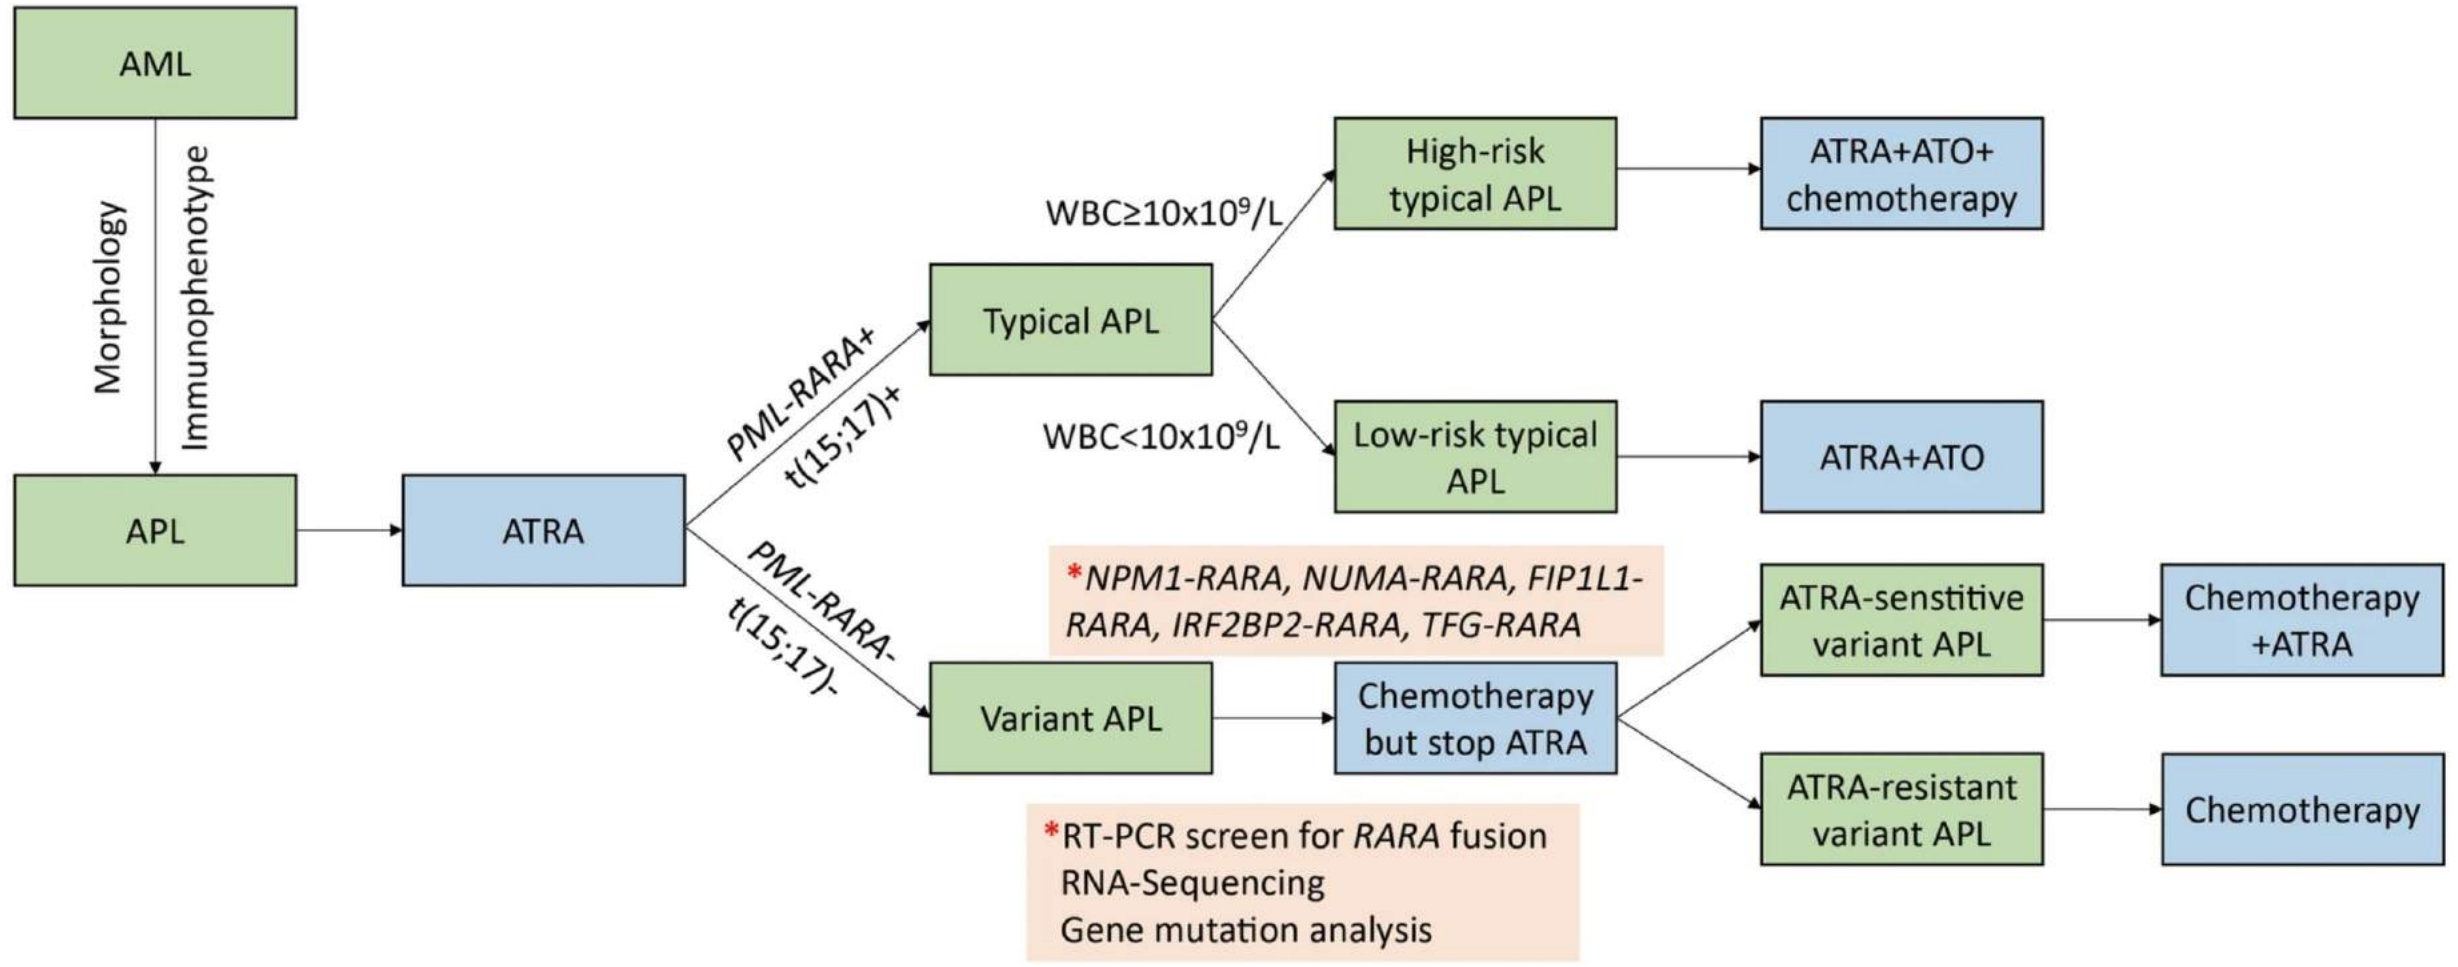 AML
Morphology
Immunophenotype
APL
ATRA
PML-RARA+
t(15;17)+
PML-RARA-
t(15;17)-
Typical APL
WBC≥10x10⁹/L
WBC<10x10⁹/L
High-risk
typical APL
ATRA+ATO+
chemotherapy
Low-risk typical
APL
ATRA+ATO
*NPM1-RARA, NUMA-RARA, FIP1L1-
RARA, IRF2BP2-RARA, TFG-RARA
Variant APL
Chemotherapy
but stop ATRA
*RT-PCR screen for RARA fusion
RNA-Sequencing
Gene mutation analysis
ATRA-senstitive
variant APL
Chemotherapy
+ATRA
ATRA-resistant
variant APL
Chemotherapy